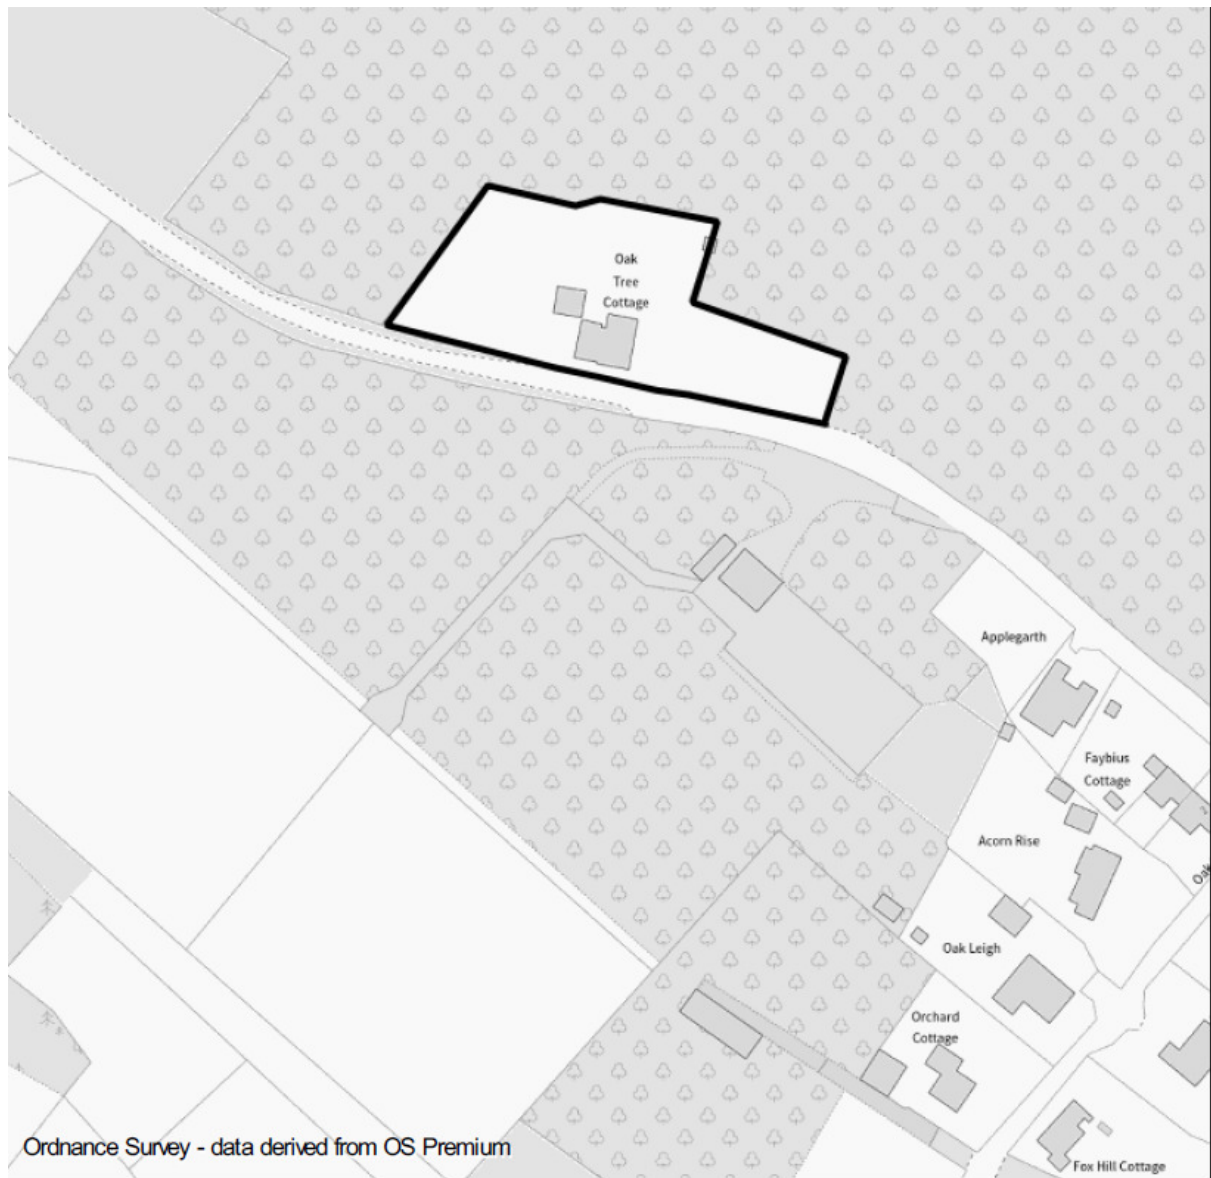 Oak
Tree
Cottage
Applegarth
Faybius
Cottage
Acorn Rise
Oak
Oak Leigh
Orchard
Cottage
Ordnance Survey - data derived from OS Premium
Fox Hill Cottage